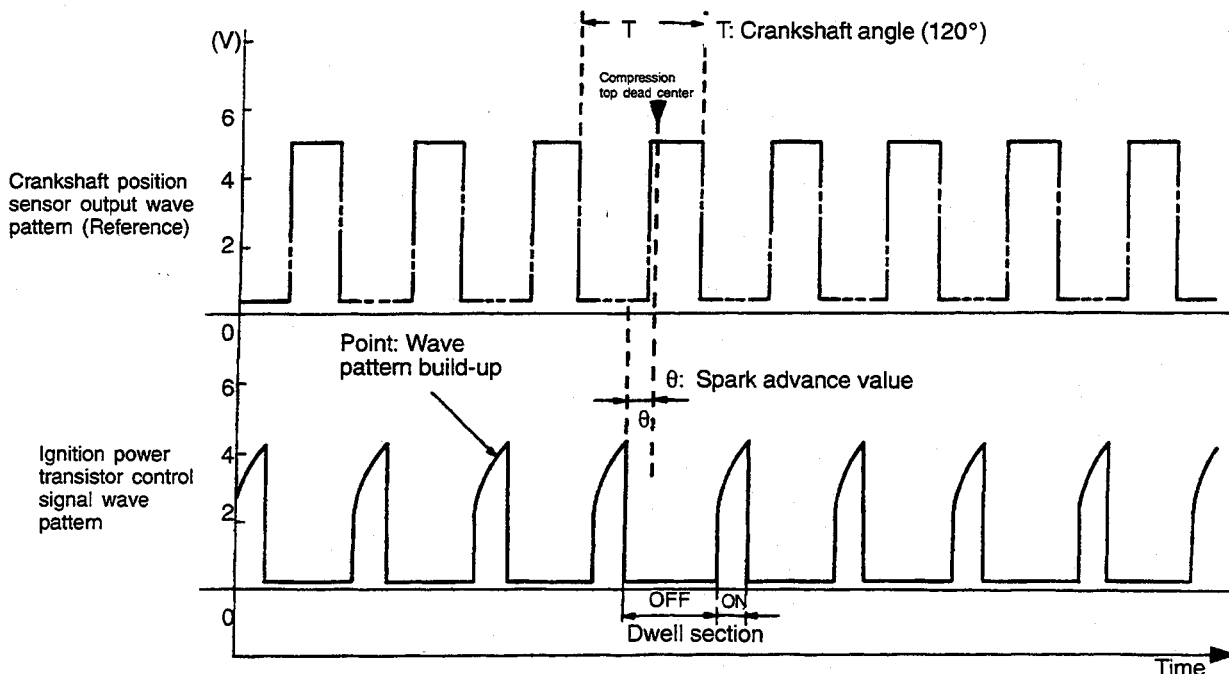 (V)
T
T: Crankshaft angle (120°)
Compression
top dead center
6
4
2
0
Crankshaft position
sensor output wave
pattern (Reference)
Point: Wave
pattern build-up
θ: Spark advance value
θ
6
4
2
0
Ignition power
transistor control
signal wave
pattern
OFF
ON
Dwell section
Time